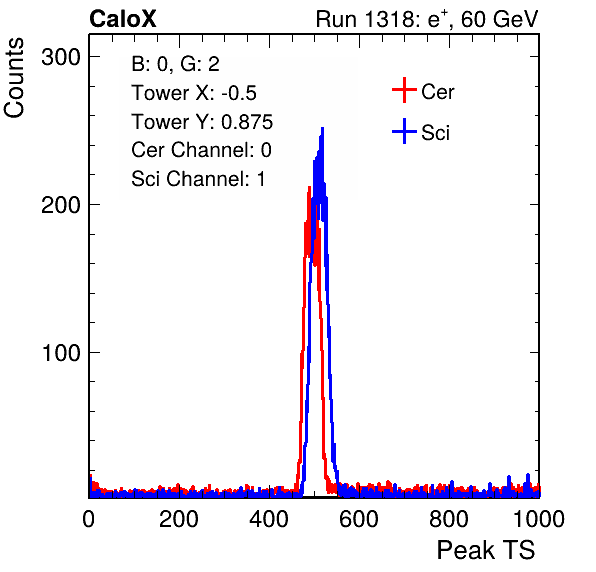 CaloX Run 1318: e⁺, 60 GeV
Counts
300
200
100
B: 0, G: 2
Tower X: -0.5
Tower Y: 0.875
Cer Channel: 0
Sci Channel: 1
Cer
Sci
0 200 400 600 800 1000
Peak TS